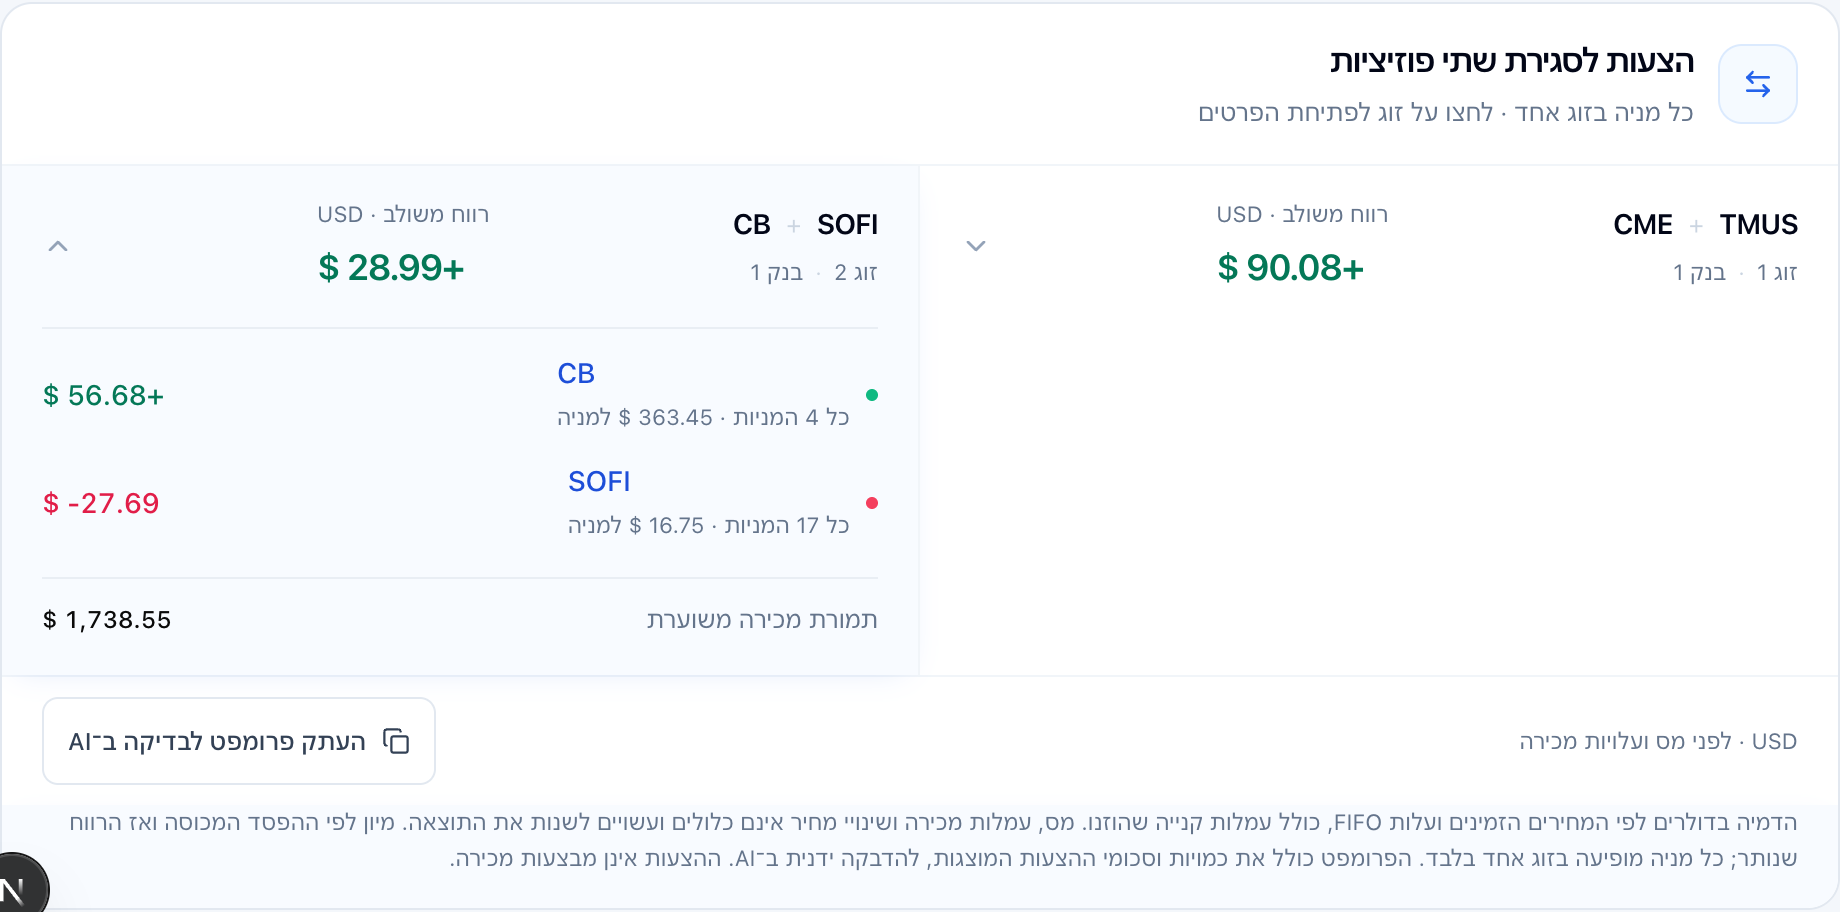 הצעות לסגירת שתי פוזיציות
כל מניה בזוג אחד · לחצו על זוג לפתיחת הפרטים
TMUS + CME
זוג 1 · בנק 1
רווח משולב · USD
$ 90.08+
SOFI + CB
זוג 2 · בנק 1
רווח משולב · USD
$ 28.99+
CB
כל 4 המניות · 363.45 $ למניה
$ 56.68+
SOFI
כל 17 המניות · 16.75 $ למניה
$ -27.69
תמורת מכירה משוערת
$ 1,738.55
USD · לפני מס ועלויות מכירה
העתק פרומפט לבדיקה ב־AI
הדמיה בדולרים לפי המחירים הזמינים ועלות FIFO, כולל עמלות קנייה שהוזנו. מס, עמלות מכירה ושינויי מחיר אינם כלולים ועשויים לשנות את התוצאה. מיון לפי ההפסד המכוסה ואז הרווח
שנותר; כל מניה מופיעה בזוג אחד בלבד. הפרומפט כולל את כמויות וסכומי ההצעות המוצגות, להדבקה ידנית ב־AI. ההצעות אינן מבצעות מכירה.
N